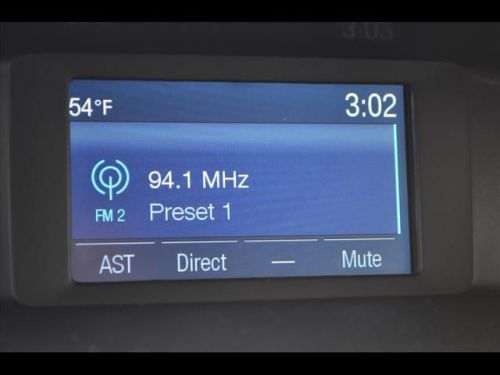 54°F 3:02
94.1 MHz
FM 2 Preset 1
AST Direct — Mute